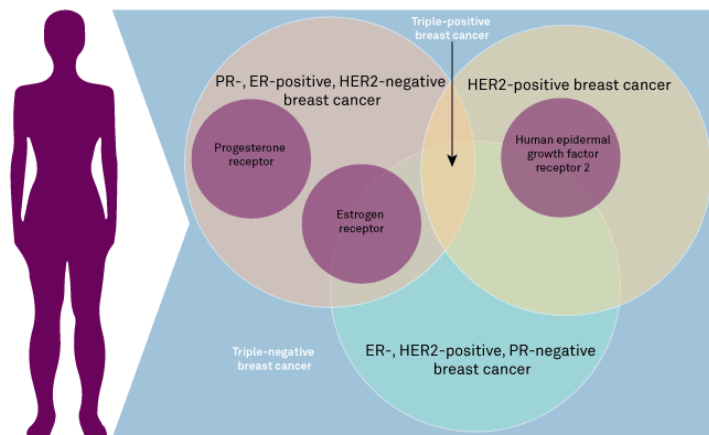 Triple-positive
breast cancer
PR-, ER-positive, HER2-negative
breast cancer
HER2-positive breast cancer
Progesterone
receptor
Human epidermal
growth factor
receptor 2
Estrogen
receptor
Triple-negative
breast cancer
ER-, HER2-positive, PR-negative
breast cancer